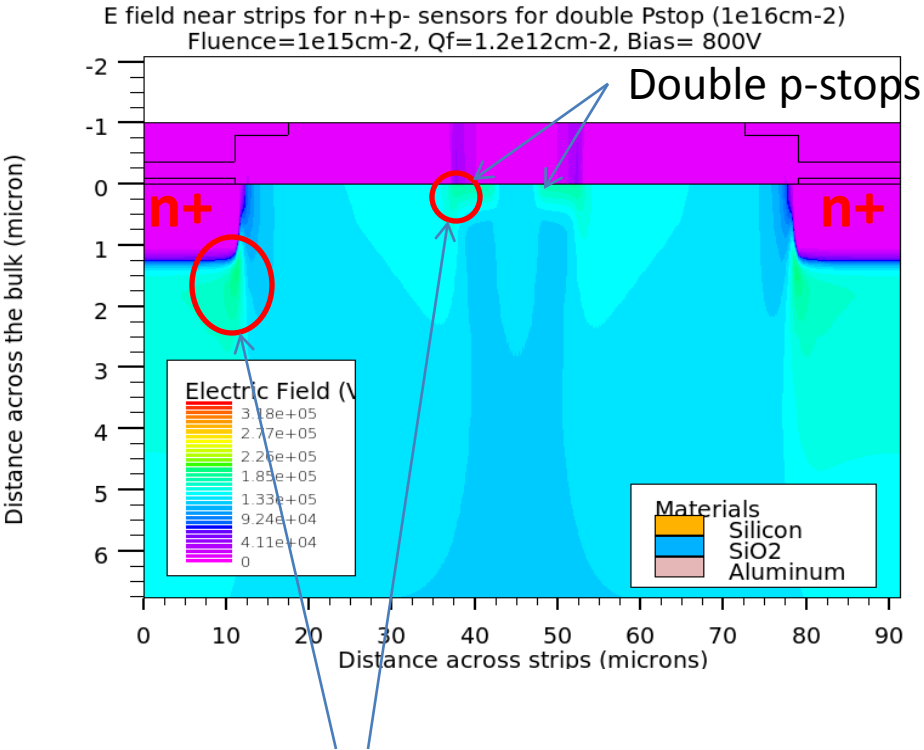 E field near strips for n+p- sensors for double Pstop (1e16cm-2)
Fluence=1e15cm-2, Qf=1.2e12cm-2, Bias= 800V
Double p-stops
-2
-1
0
1
2
3
4
5
6
Distance across the bulk (micron)
n+
n+
Electric Field (V
3.18e+05
2.77e+05
2.26e+05
1.85e+05
1.33e+05
9.24e+04
4.11e+04
0
Materials
Silicon
SiO2
Aluminum
0 10 20 30 40 50 60 70 80 90
Distance across strips (microns)